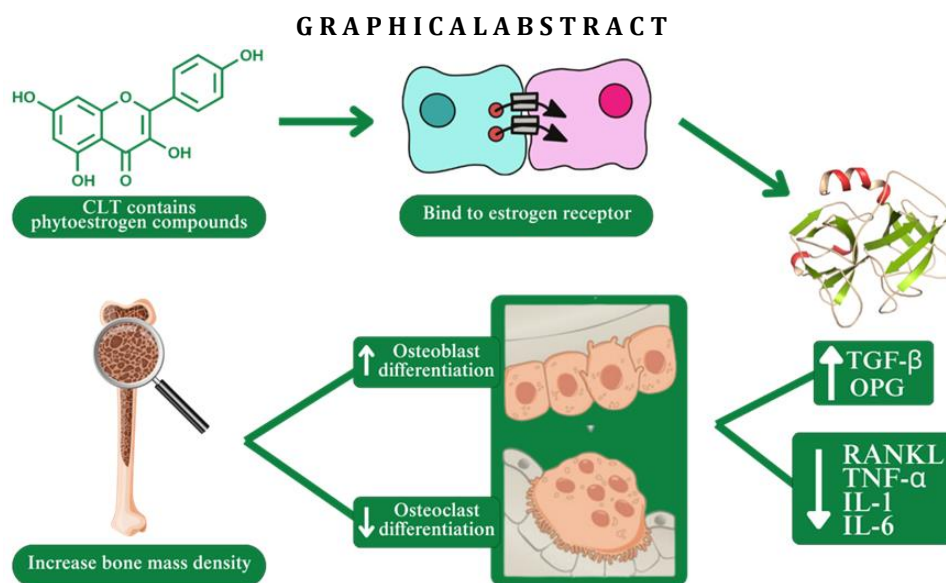 G R A P H I C A L A B S T R A C T
OH
HO
O
OH
OH
O
CLT contains
phytoestrogen compounds
Bind to estrogen receptor
TGF-β
OPG
RANKL
TNF-α
IL-1
IL-6
Osteoblast
differentiation
Osteoclast
differentiation
Increase bone mass density